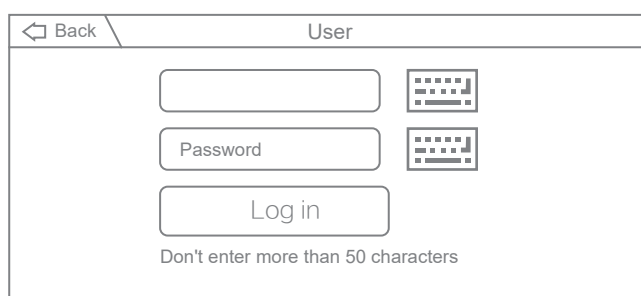 Back
User
Password
Log in
Don't enter more than 50 characters